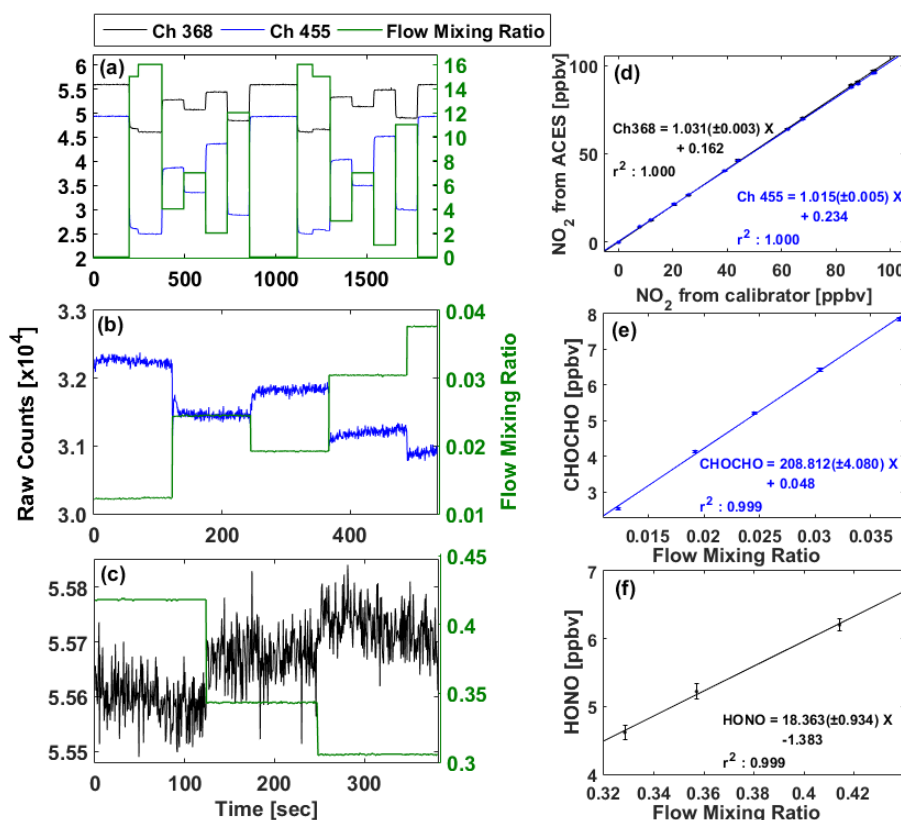 Ch 368 Ch 455 Flow Mixing Ratio
(a)
6
5.5
5
4.5
4
3.5
3
2.5
2
16
14
12
10
8
6
4
2
0
0 500 1000 1500
(b)
3.3
3.2
3.1
3.0
0.04
0.03
0.02
0.01
0 200 400
Raw Counts [x10⁴]
Flow Mixing Ratio
(c)
5.58
5.57
5.56
5.55
0.45
0.4
0.35
0.3
0 100 200 300
Time [sec]
(d)
NO₂ from ACES [ppbv]
100
50
0
Ch368 = 1.031(±0.003) X
+ 0.162
r² : 1.000
Ch 455 = 1.015(±0.005) X
+ 0.234
r² : 1.000
0 20 40 60 80 100
NO₂ from calibrator [ppbv]
(e)
CHOCHO [ppbv]
8
7
6
5
4
3
CHOCHO = 208.812(±4.080) X
+ 0.048
r² : 0.999
0.015 0.02 0.025 0.03 0.035
Flow Mixing Ratio
(f)
HONO [ppbv]
7
6
5
4
HONO = 18.363(±0.934) X
-1.383
r² : 0.999
0.32 0.34 0.36 0.38 0.40 0.42
Flow Mixing Ratio